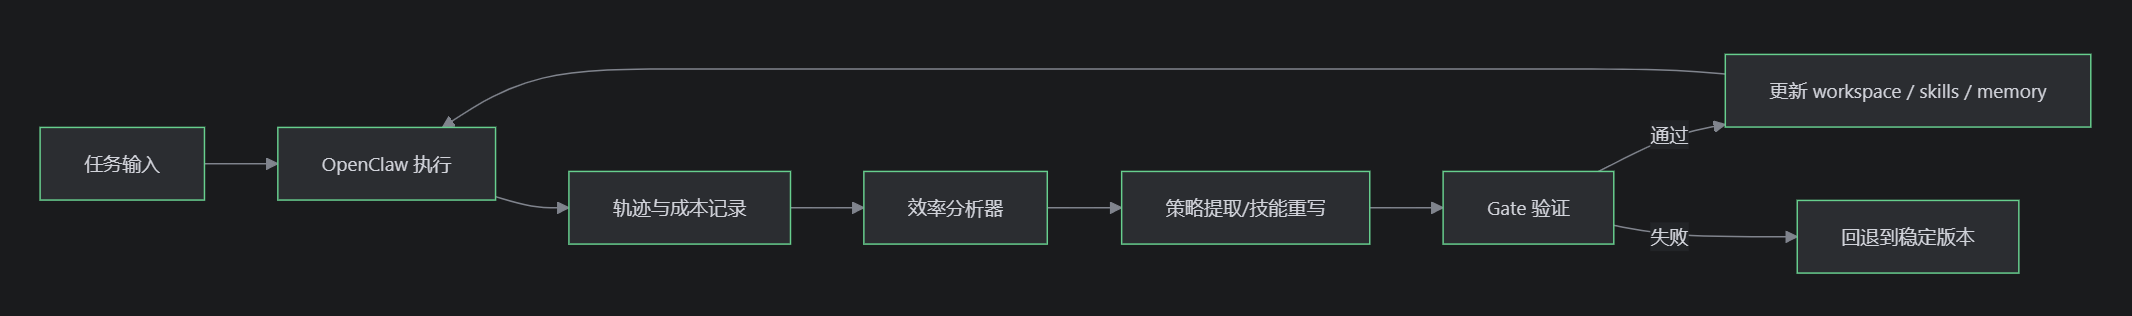 任务输入
OpenClaw 执行
轨迹与成本记录
效率分析器
策略提取/技能重写
Gate 验证
通过
更新 workspace / skills / memory
失败
回退到稳定版本